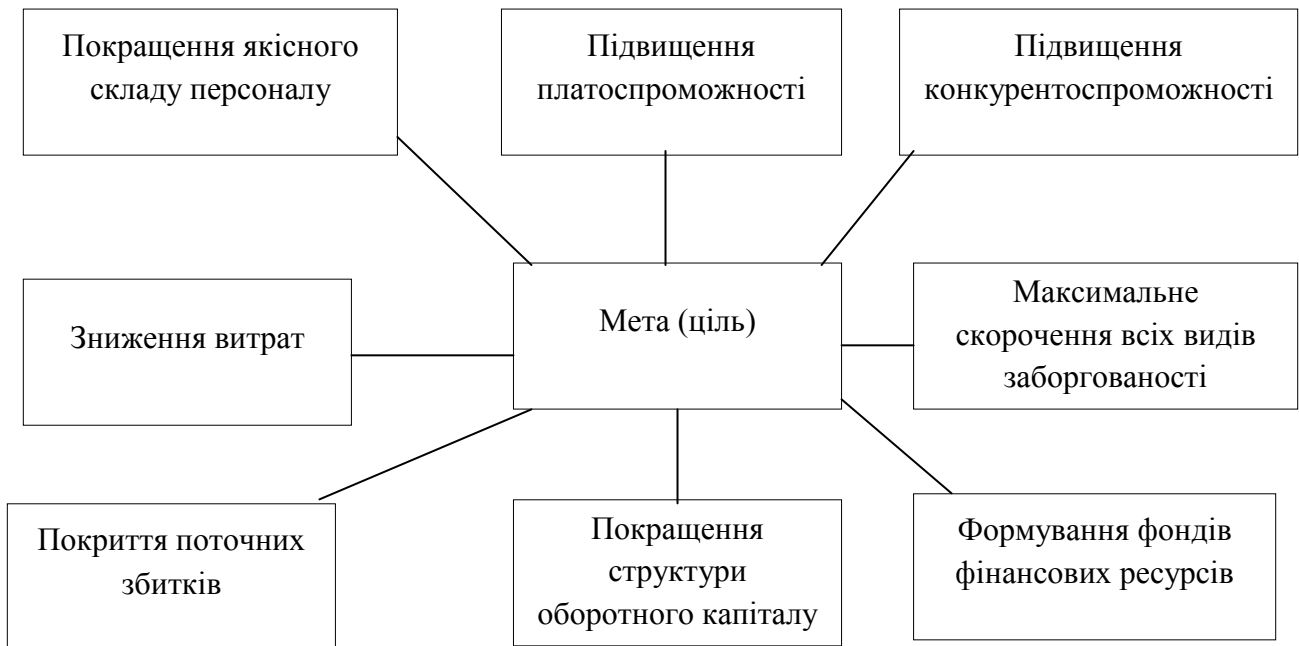 Покращення якісного
складу персоналу
Підвищення
платоспроможності
Підвищення
конкурентоспроможності
Зниження витрат
Мета (ціль)
Максимальне
скорочення всіх видів
заборгованості
Покриття поточних
збитків
Покращення
структури
оборотного капіталу
Формування фондів
фінансових ресурсів